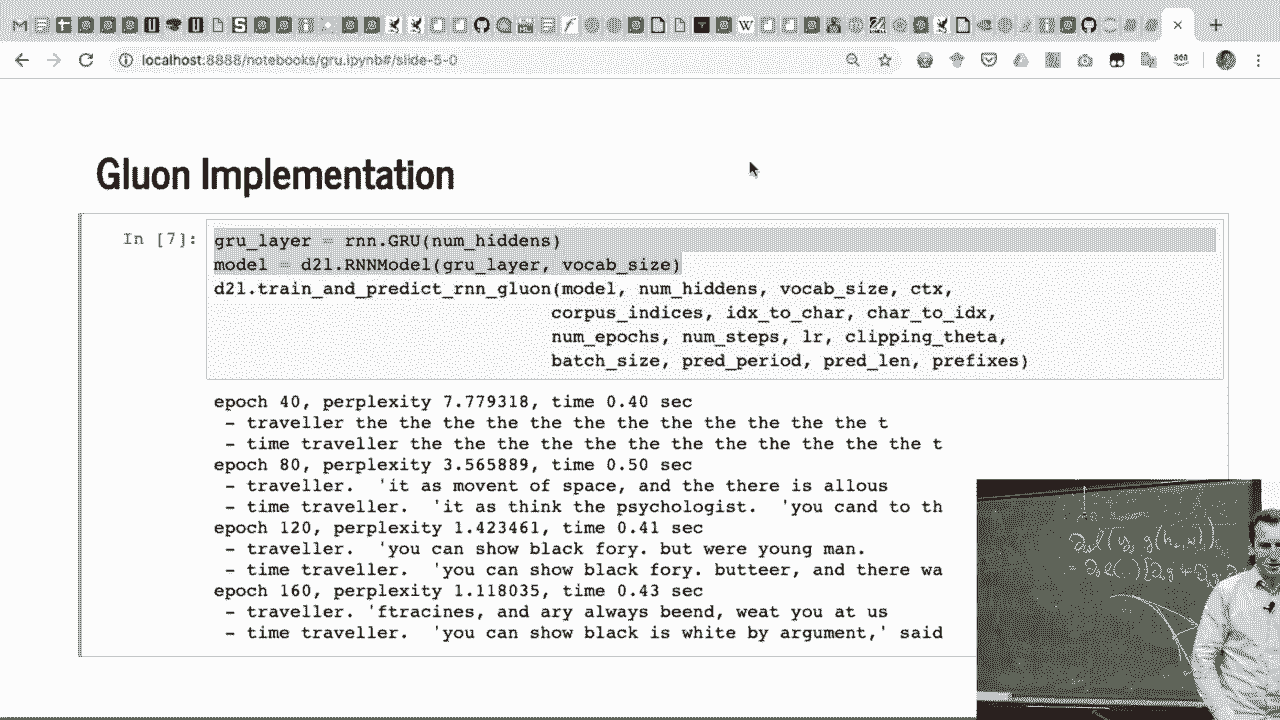 localhost:8888/notebooks/gru.ipynb#/slide-5-0
Gluon Implementation
In [7]:
gru_layer = rnn.GRU(num_hiddens)
model = d2l.RNNModel(gru_layer, vocab_size)
d2l.train_and_predict_rnn_gluon(model, num_hiddens, vocab_size, ctx,
corpus_indices, idx_to_char, char_to_idx,
num_epochs, num_steps, lr, clipping_theta,
batch_size, pred_period, pred_len, prefixes)
epoch 40, perplexity 7.779318, time 0.40 sec
- traveller the the the the the the the the the the the the t
- time traveller the the the the the the the the the the the the t
epoch 80, perplexity 3.565889, time 0.50 sec
- traveller.  'it as movent of space, and the there is allous
- time traveller.  'it as think the psychologist.  'you cand to th
epoch 120, perplexity 1.423461, time 0.41 sec
- traveller.  'you can show black fory. but were young man.
- time traveller.  'you can show black fory. butteer, and there wa
epoch 160, perplexity 1.118035, time 0.43 sec
- traveller. 'ftracines, and ary always beend, weat you at us
- time traveller.  'you can show black is white by argument,' said